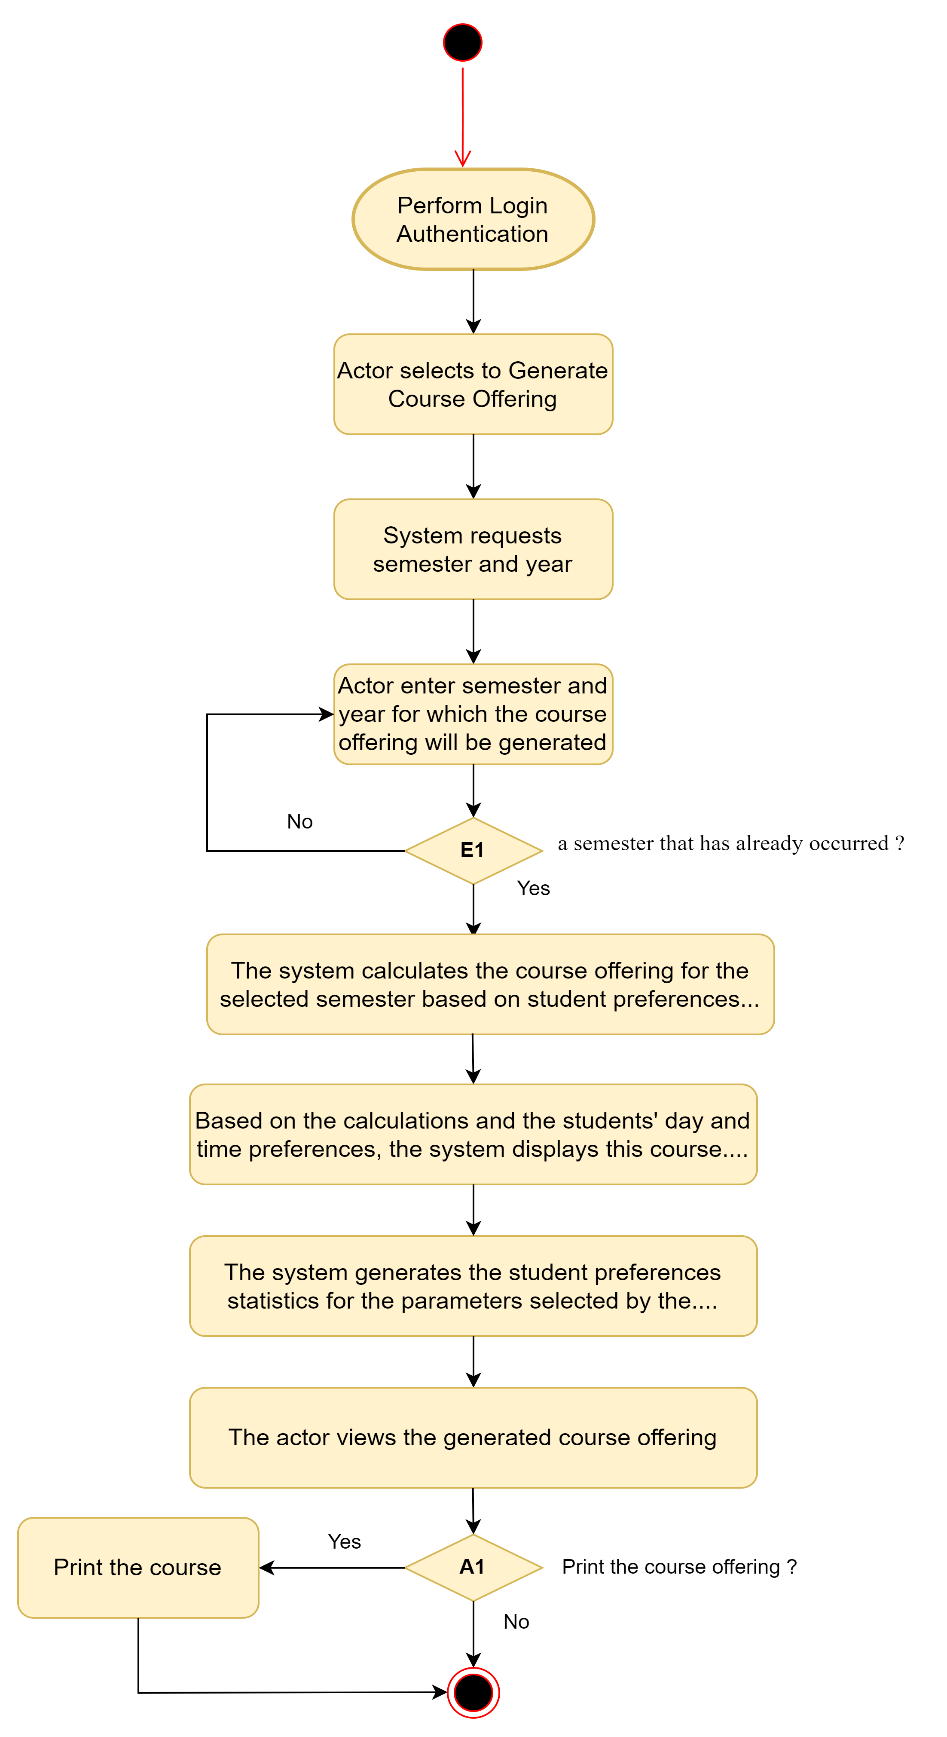 Perform Login
Authentication
Actor selects to Generate
Course Offering
System requests
semester and year
Actor enter semester and
year for which the course
offering will be generated
No
E1
a semester that has already occurred ?
Yes
The system calculates the course offering for the
selected semester based on student preferences...
Based on the calculations and the students' day and
time preferences, the system displays this course....
The system generates the student preferences
statistics for the parameters selected by the....
The actor views the generated course offering
Yes
Print the course
A1
Print the course offering ?
No